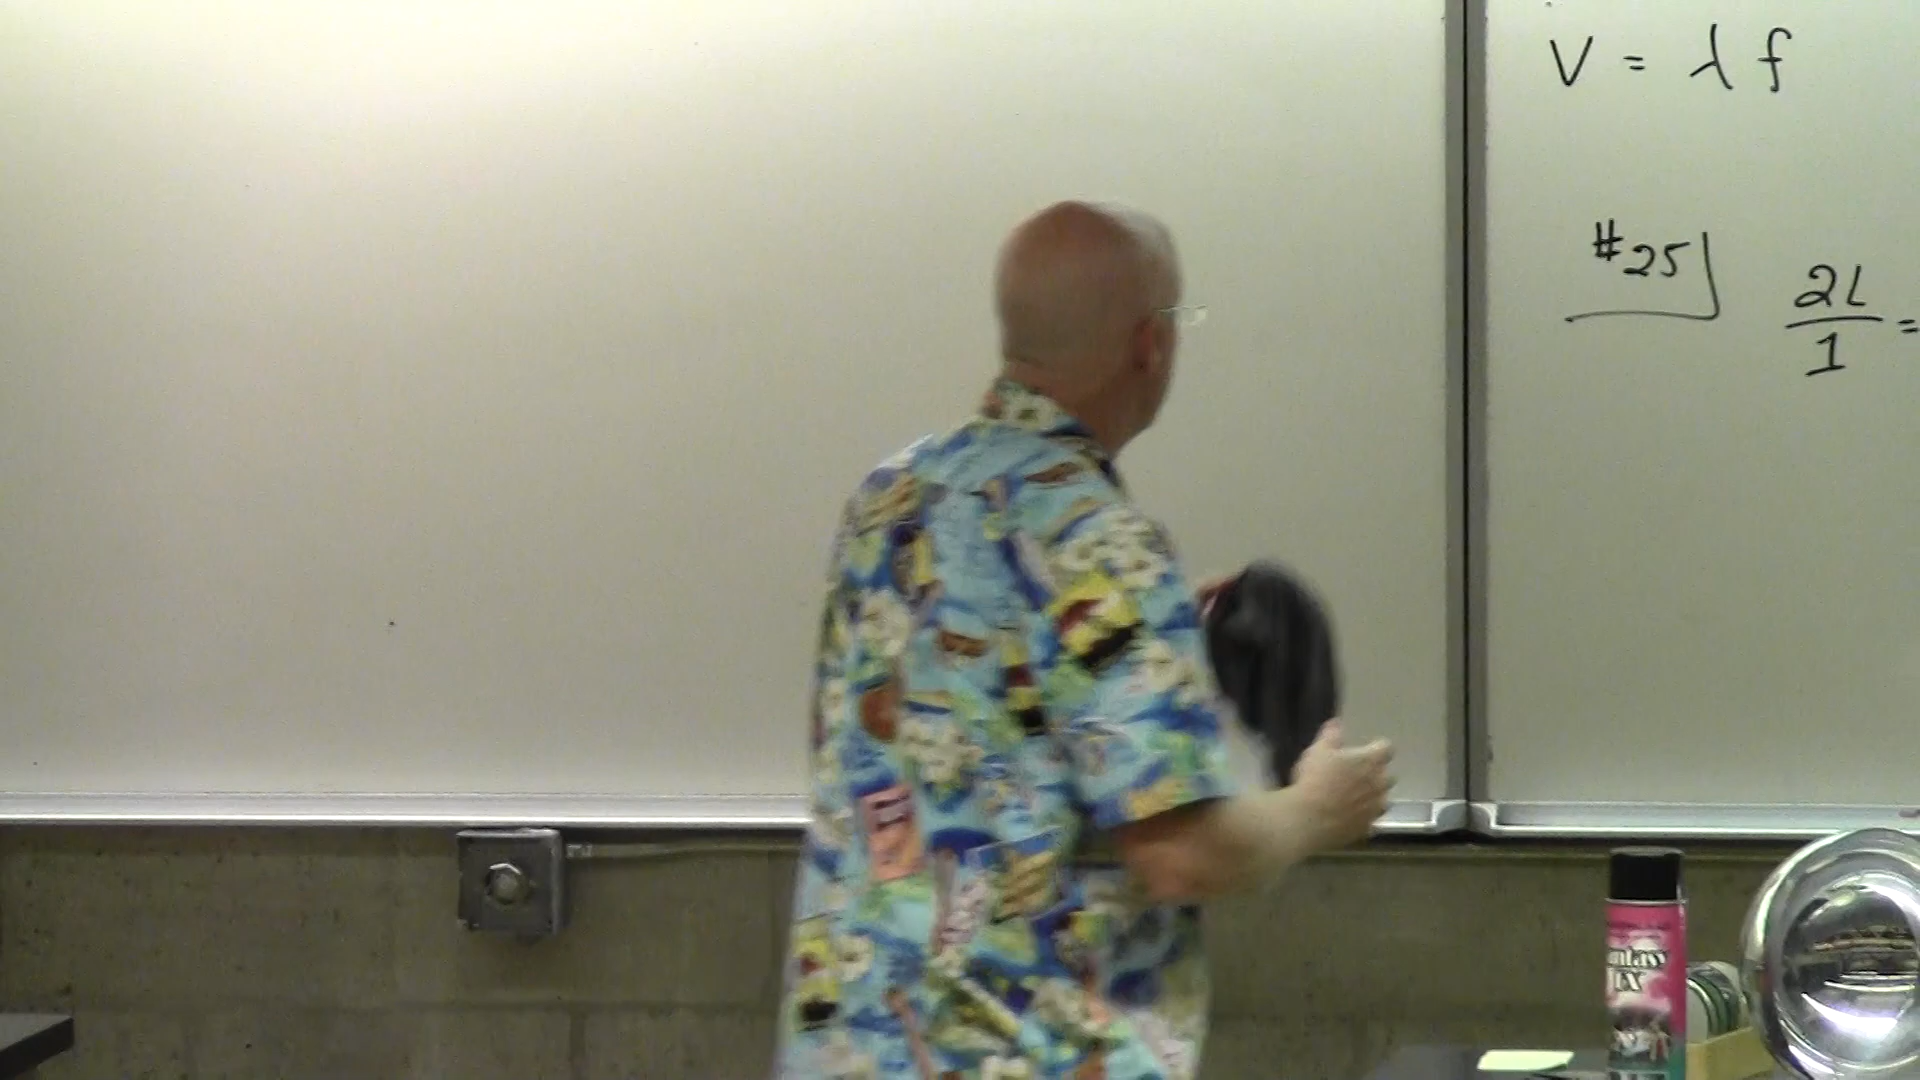 V = λ f
#25
2L
1 =